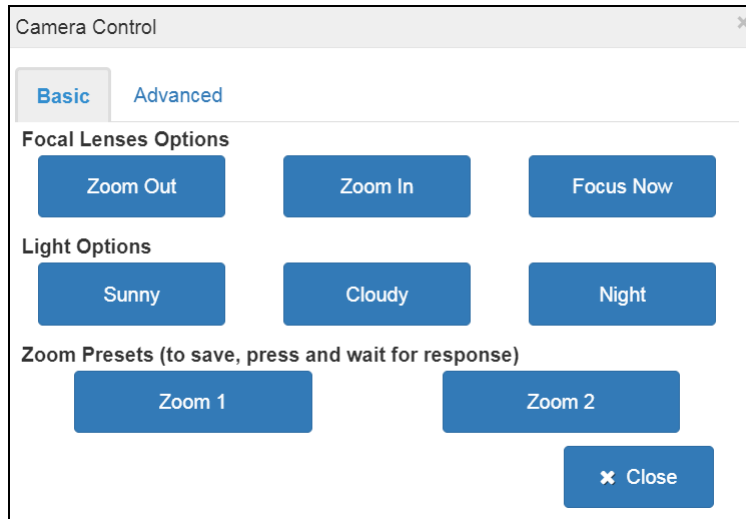 Camera Control
Basic Advanced
Focal Lenses Options
Zoom Out Zoom In Focus Now
Light Options
Sunny Cloudy Night
Zoom Presets (to save, press and wait for response)
Zoom 1 Zoom 2
Close